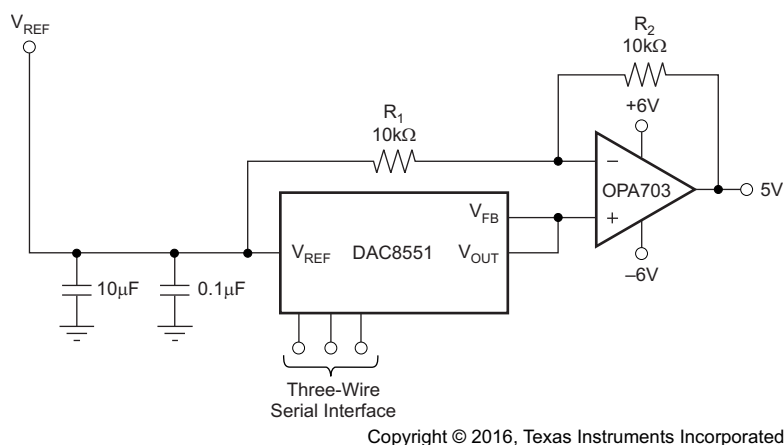 V_REF
R_2
10kΩ
R_1
10kΩ
+6V
–
OPA703
+
5V
–6V
V_FB
V_REF
DAC8551
V_OUT
10μF
0.1μF
Three-Wire
Serial Interface
Copyright © 2016, Texas Instruments Incorporated